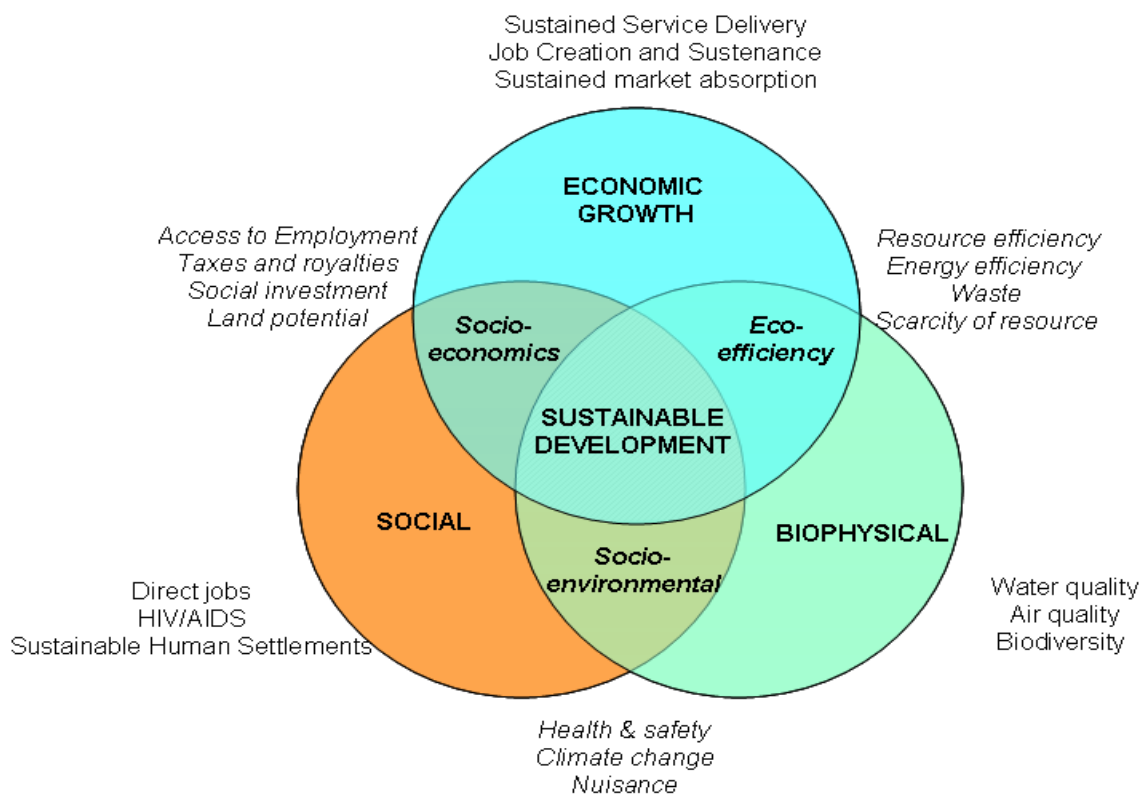 Sustained Service Delivery
Job Creation and Sustenance
Sustained market absorption
ECONOMIC
GROWTH
Access to Employment
Taxes and royalties
Social investment
Land potential
Resource efficiency
Energy efficiency
Waste
Scarcity of resource
Socio-
economics
Eco-
efficiency
SUSTAINABLE
DEVELOPMENT
SOCIAL
BIOPHYSICAL
Socio-
environmental
Direct jobs
HIV/AIDS
Sustainable Human Settlements
Water quality
Air quality
Biodiversity
Health & safety
Climate change
Nuisance